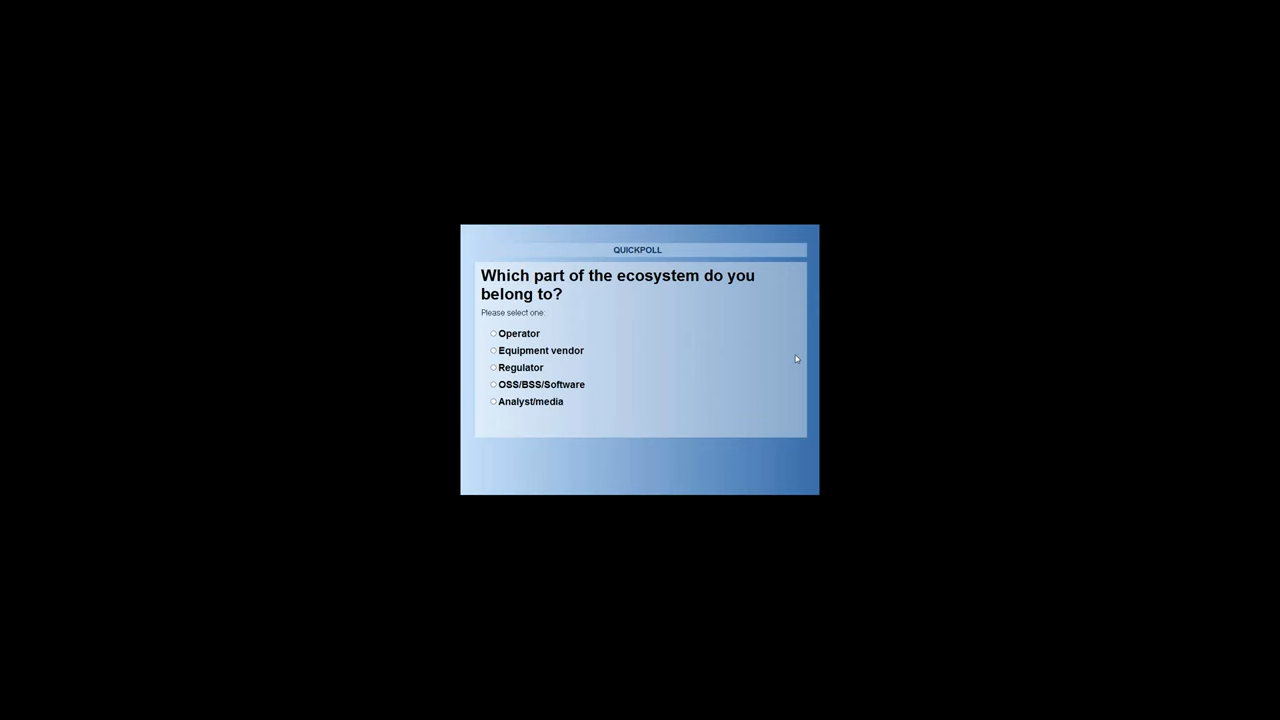 QUICKPOLL
Which part of the ecosystem do you
belong to?
Please select one:
Operator
Equipment vendor
Regulator
OSS/BSS/Software
Analyst/media